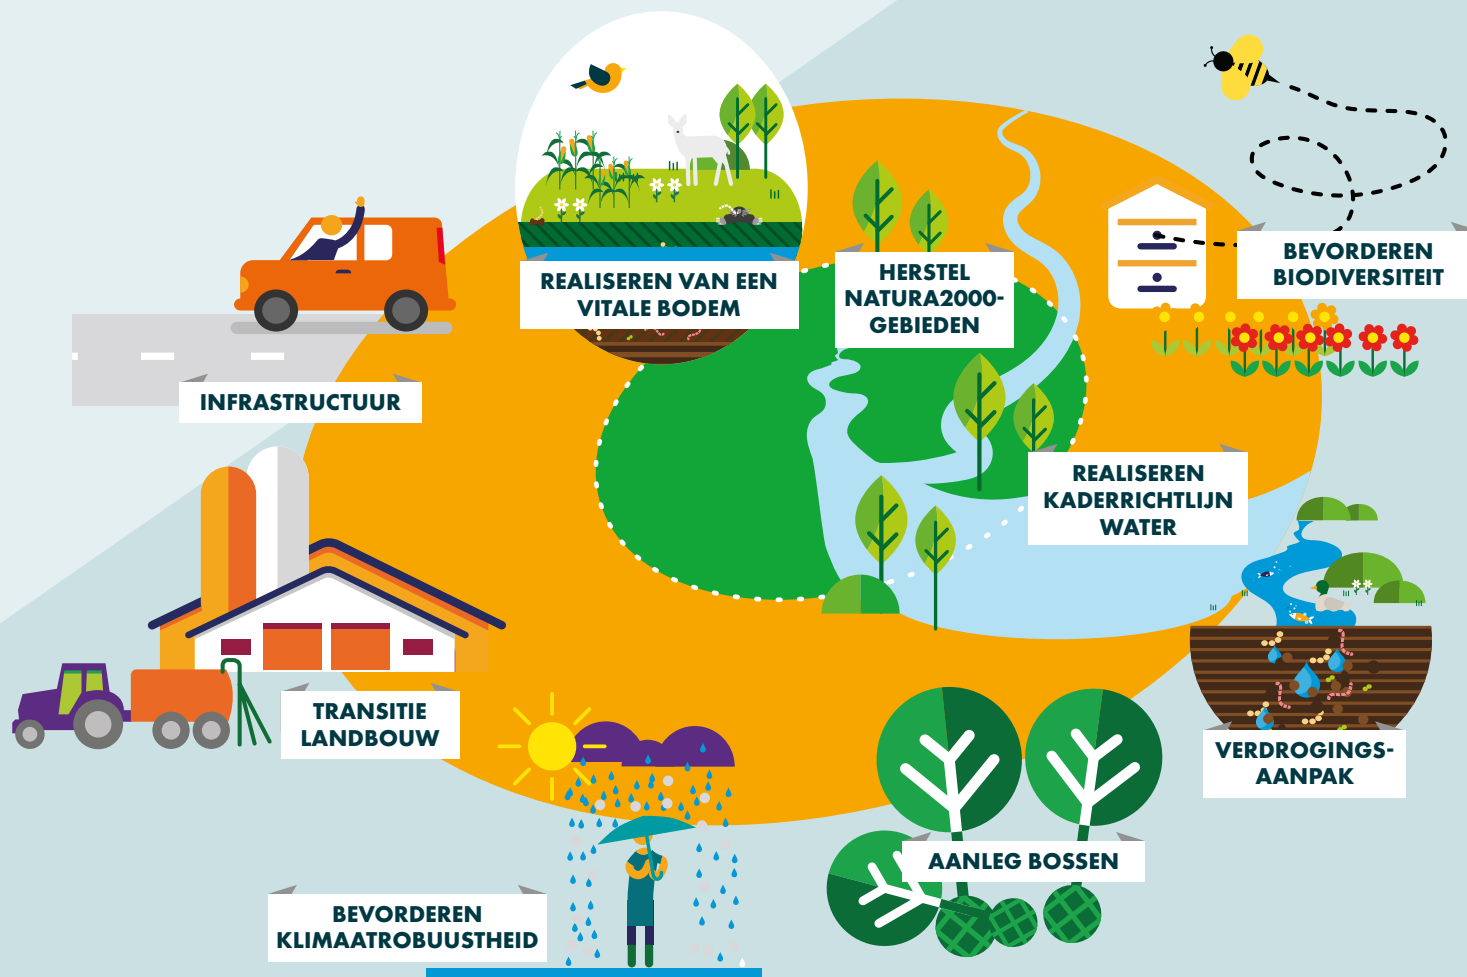 REALISEREN VAN EEN
VITALE BODEM
HERSTEL
NATURA2000-
GEBIEDEN
BEVORDEREN
BIODIVERSITEIT
INFRASTRUCTUUR
REALISEREN
KADERRICHTLIJN
WATER
TRANSITIE
LANDBOUW
VERDROGINGS-
AANPAK
AANLEG BOSSEN
BEVORDEREN
KLIMAATROBUUSTHEID